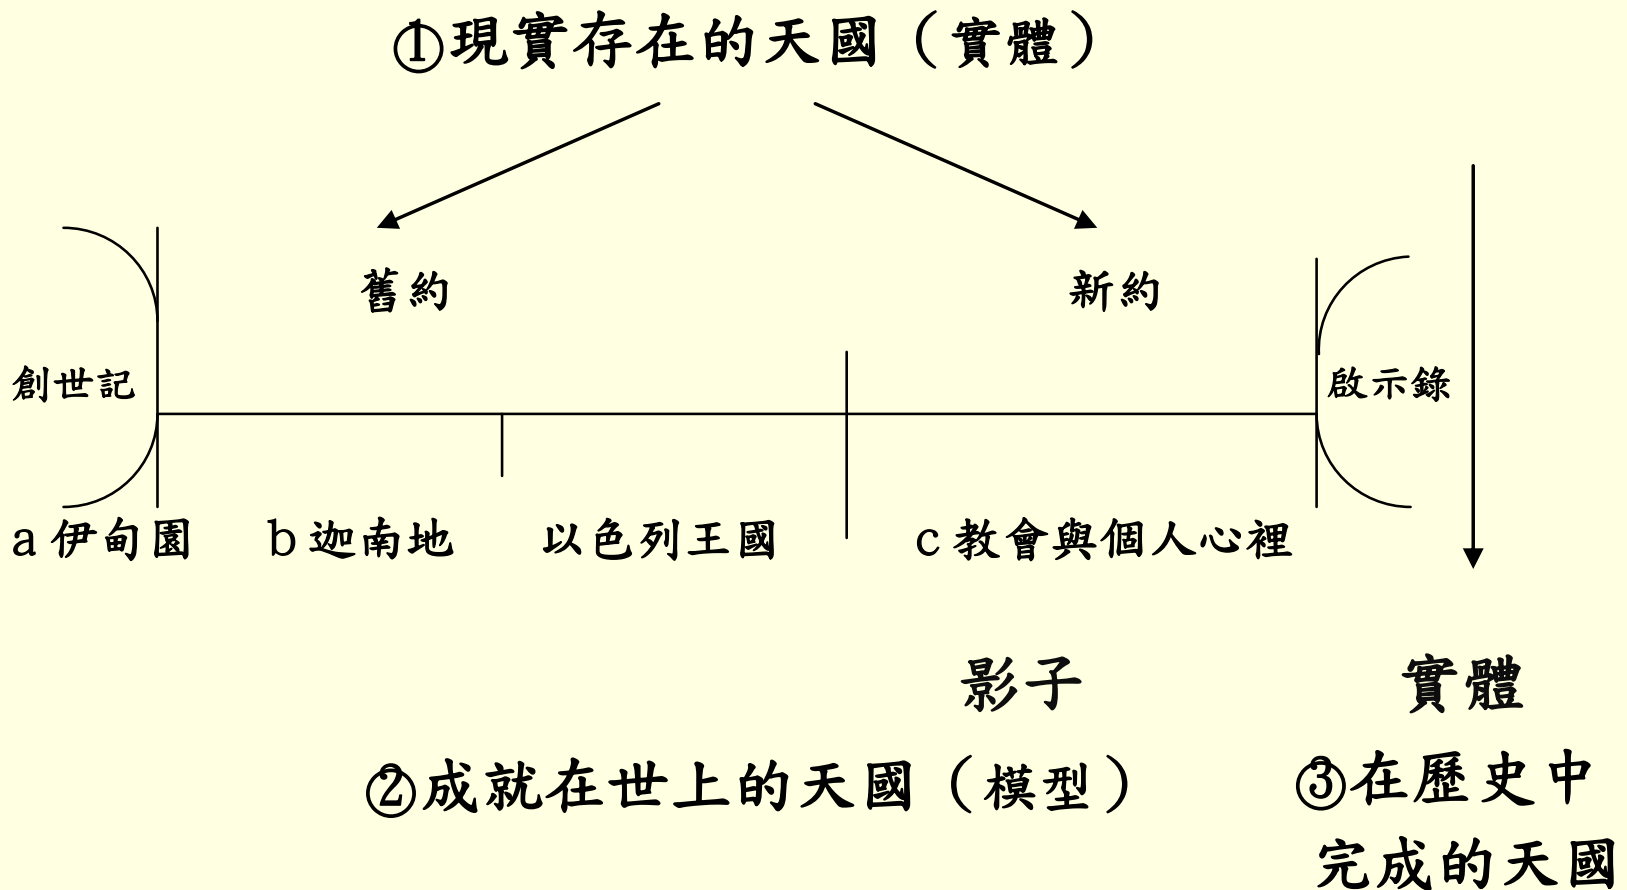 ①現實存在的天國（實體）
舊約
新約
創世記
啟示錄
a伊甸園
b迦南地
以色列王國
c教會與個人心裡
影子
實體
②成就在世上的天國（模型）
③在歷史中
完成的天國